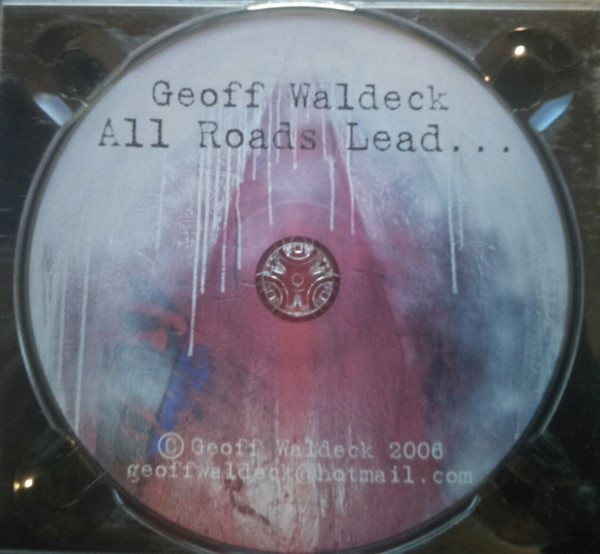 Geoff Waldeck
All Roads Lead...
© Geoff Waldeck 2006
geoffwaldeck@hotmail.com